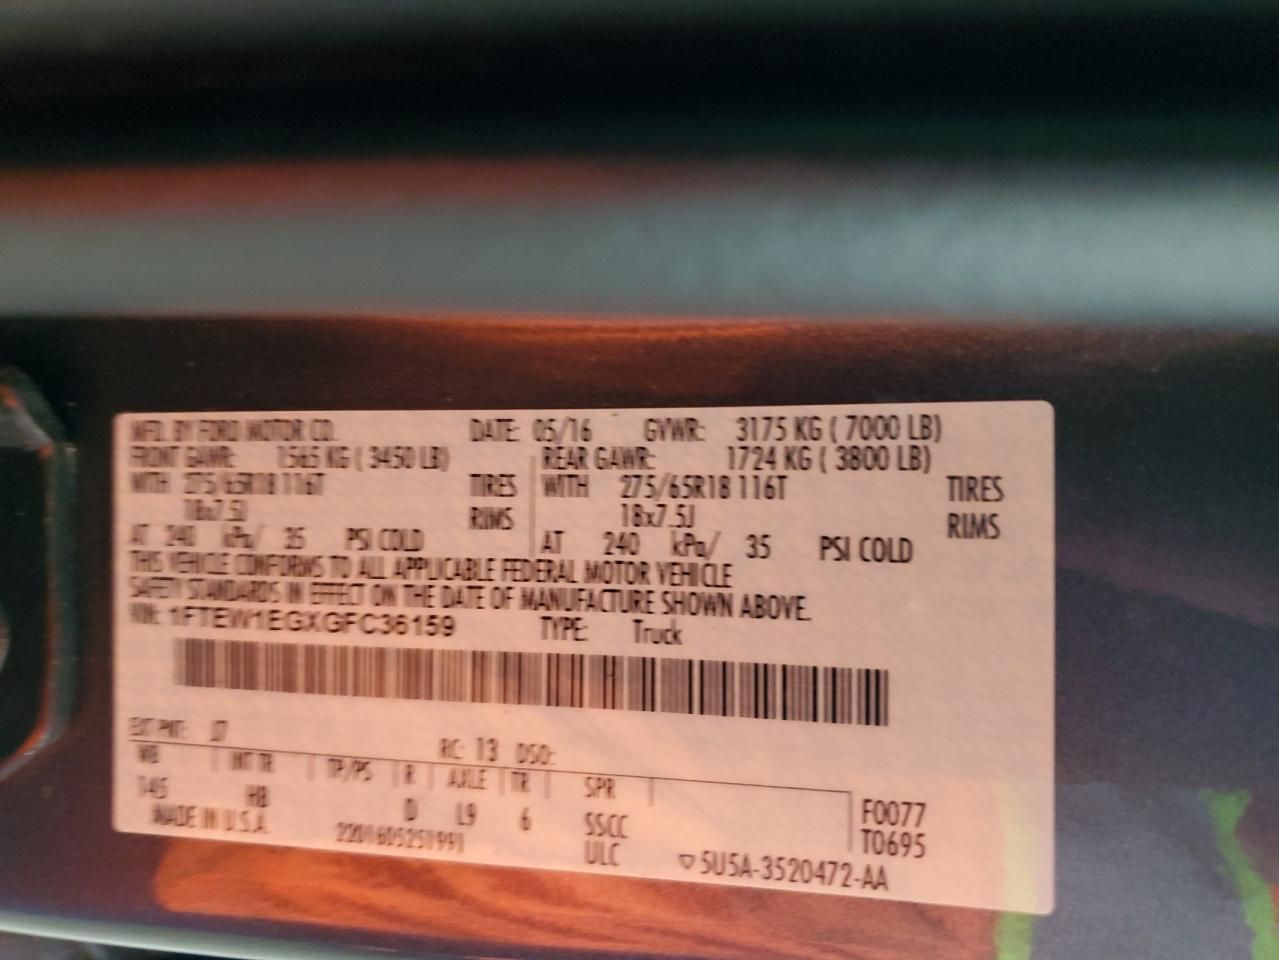 MFD. BY FORD MOTOR CO. DATE: 05/16 GVWR: 3175 KG ( 7000 LB)
FRONT GAWR: 1565 KG ( 3450 LB) REAR GAWR: 1724 KG ( 3800 LB)
WITH 275/65R18 116T TIRES WITH 275/65R18 116T TIRES
18x7.5J RIMS 18x7.5J RIMS
AT 240 kPa/ 35 PSI COLD AT 240 kPa/ 35 PSI COLD
THIS VEHICLE CONFORMS TO ALL APPLICABLE FEDERAL MOTOR VEHICLE
SAFETY STANDARDS IN EFFECT ON THE DATE OF MANUFACTURE SHOWN ABOVE.
VIN: 1FTEW1EGXGFC36159 TYPE: Truck
EXT PNT: J7 RC: 13 DSO:
WB INT TR TP/PS R AXLE TR SPR
145 HB D L9 6 SSCC F0077
MADE IN U.S.A. 2201605251991 ULC T0695
▽5U5A-3520472-AA